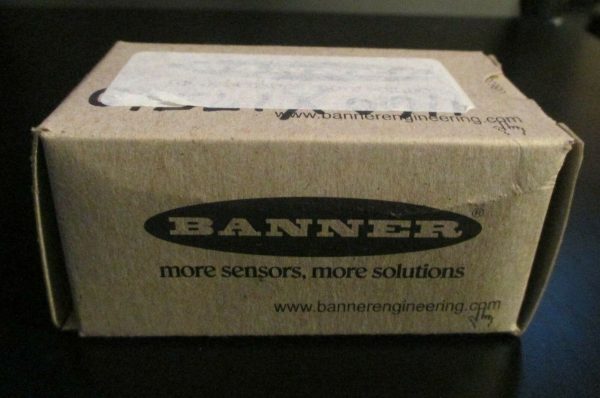 www.bannerengineering.com
BANNER®
more sensors, more solutions
www.bannerengineering.com